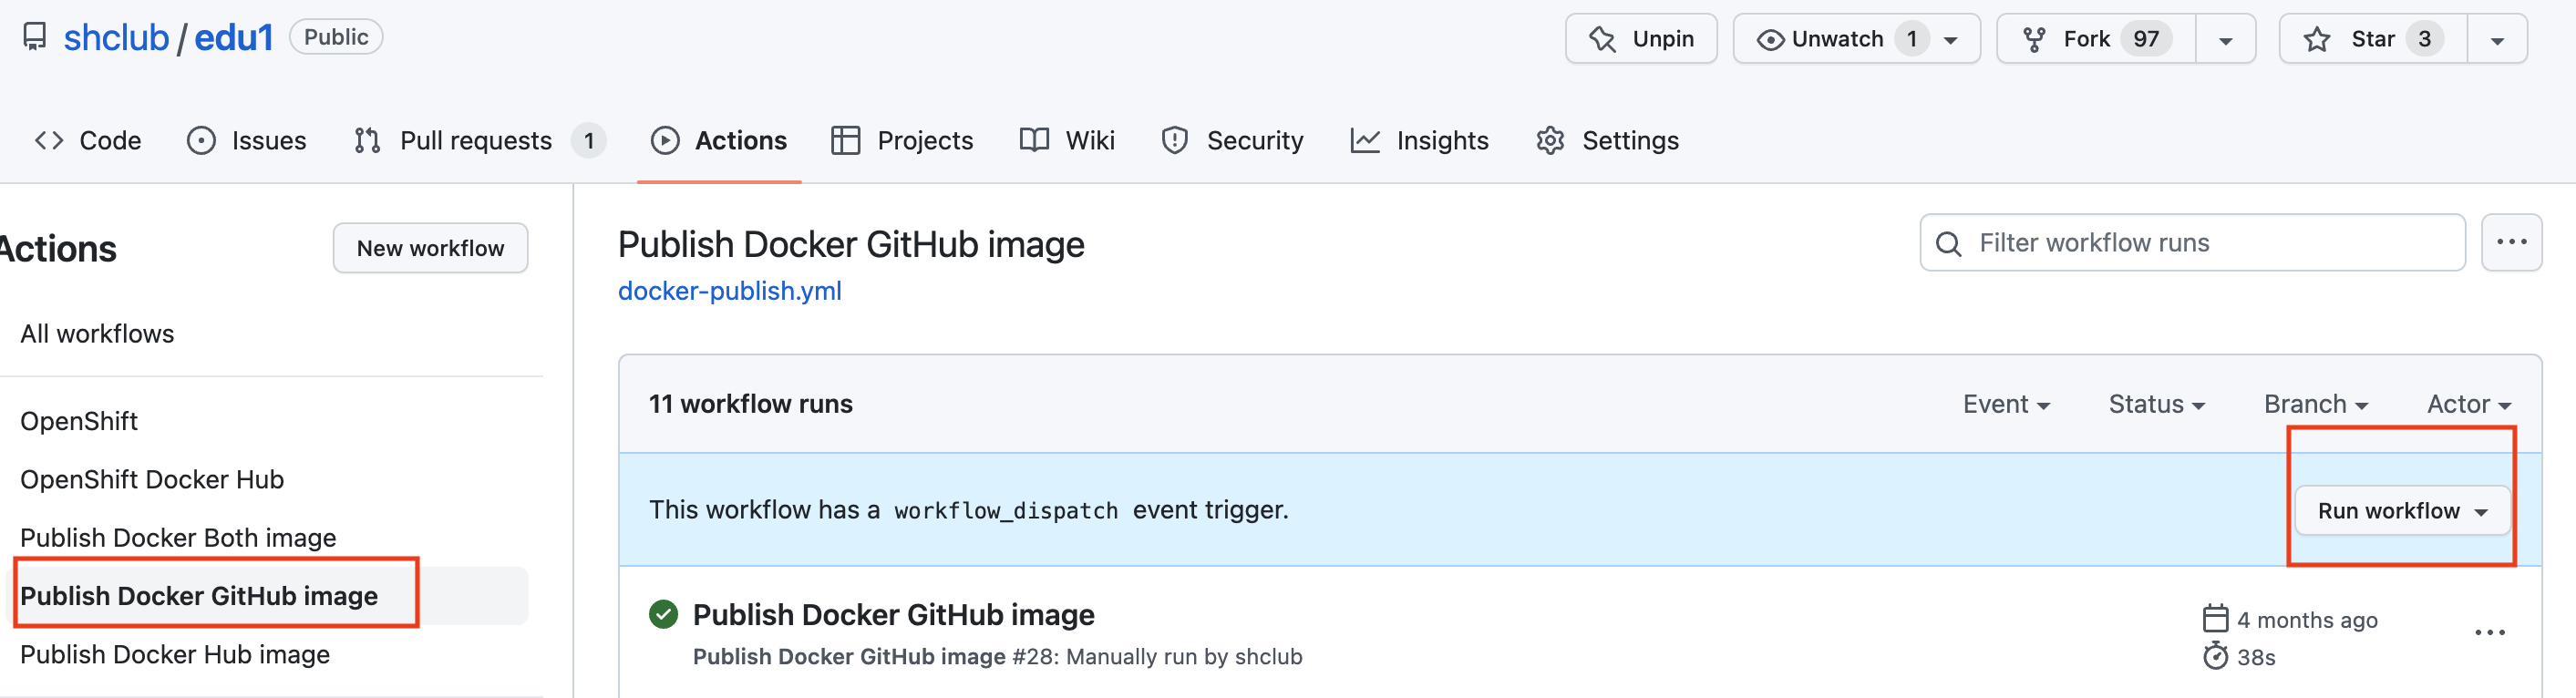 shclub / edu1 Public
Unpin
Unwatch 1
Fork 97
Star 3
Code
Issues
Pull requests 1
Actions
Projects
Wiki
Security
Insights
Settings
Actions
New workflow
All workflows
OpenShift
OpenShift Docker Hub
Publish Docker Both image
Publish Docker GitHub image
Publish Docker Hub image
Publish Docker GitHub image
docker-publish.yml
Filter workflow runs
11 workflow runs
Event
Status
Branch
Actor
This workflow has a workflow_dispatch event trigger.
Run workflow
Publish Docker GitHub image
Publish Docker GitHub image #28: Manually run by shclub
4 months ago
38s